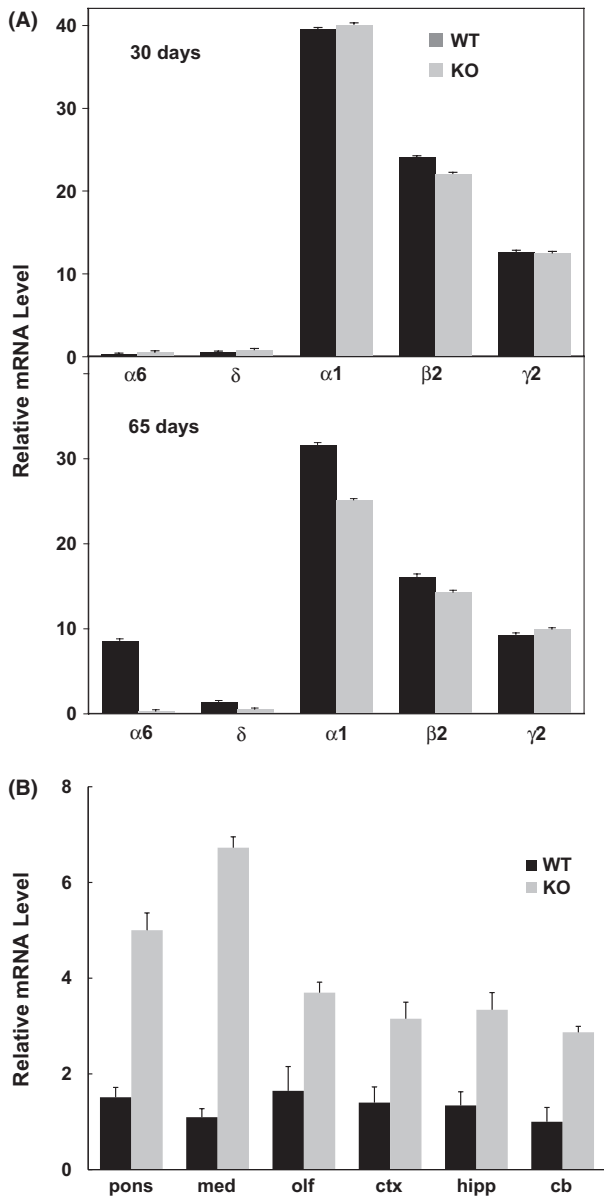 (A)
30 days
WT
KO
40
30
20
10
0
α6 δ α1 β2 γ2
65 days
30
20
10
0
α6 δ α1 β2 γ2
Relative mRNA Level
(B)
8
6
4
2
0
WT
KO
Relative mRNA Level
pons med olf ctx hipp cb